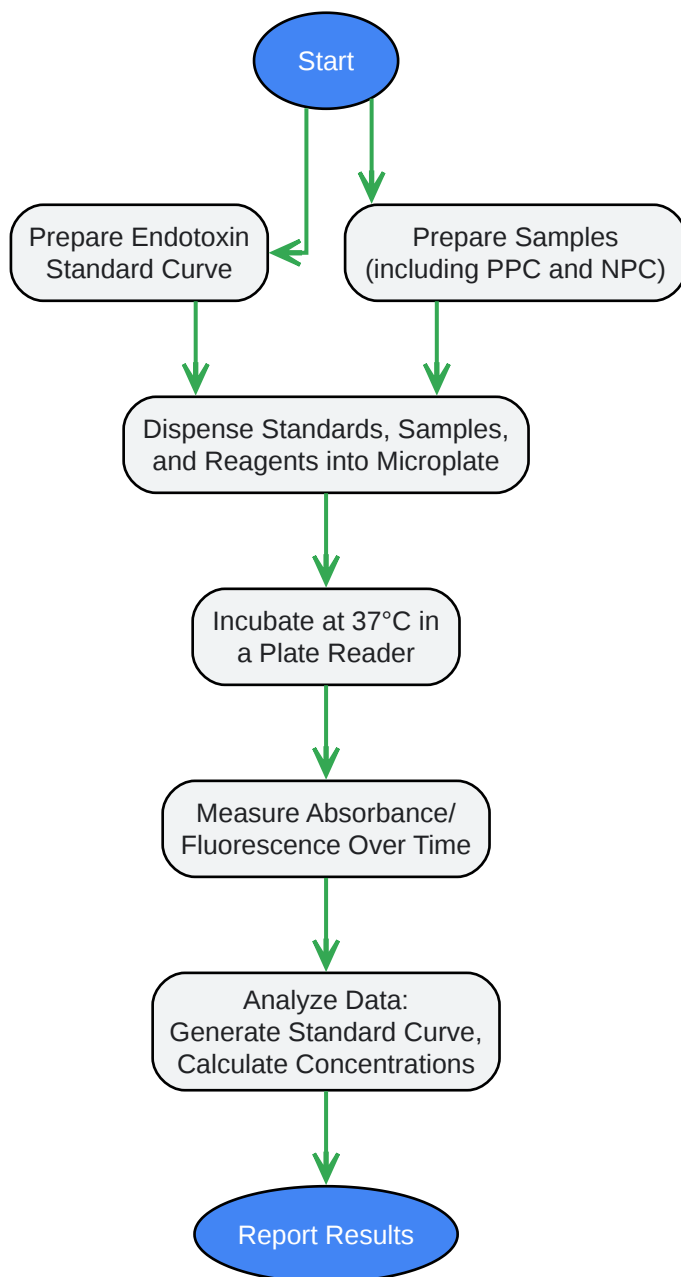 Start
Prepare Endotoxin
Standard Curve
Prepare Samples
(including PPC and NPC)
Dispense Standards, Samples,
and Reagents into Microplate
Incubate at 37°C in
a Plate Reader
Measure Absorbance/
Fluorescence Over Time
Analyze Data:
Generate Standard Curve,
Calculate Concentrations
Report Results